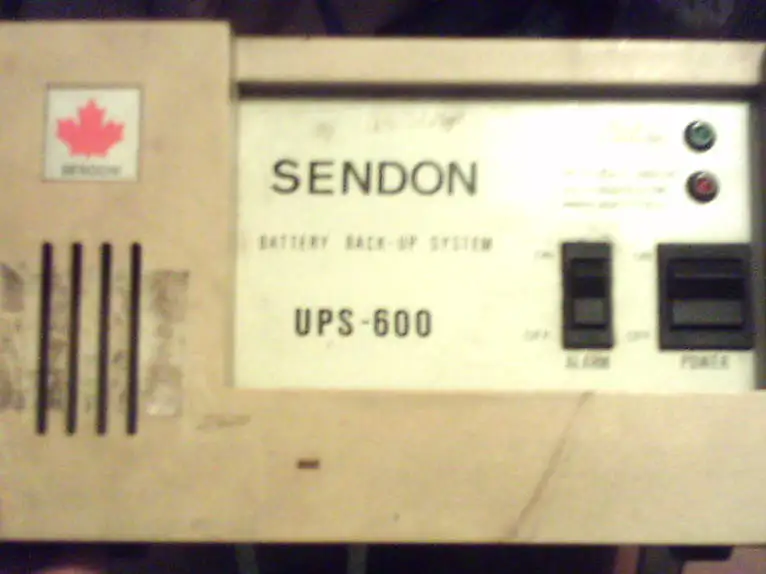 SENDON
SENDON
BATTERY BACK-UP SYSTEM
UPS-600
ON
ON
OFF
OFF
ALARM
POWER